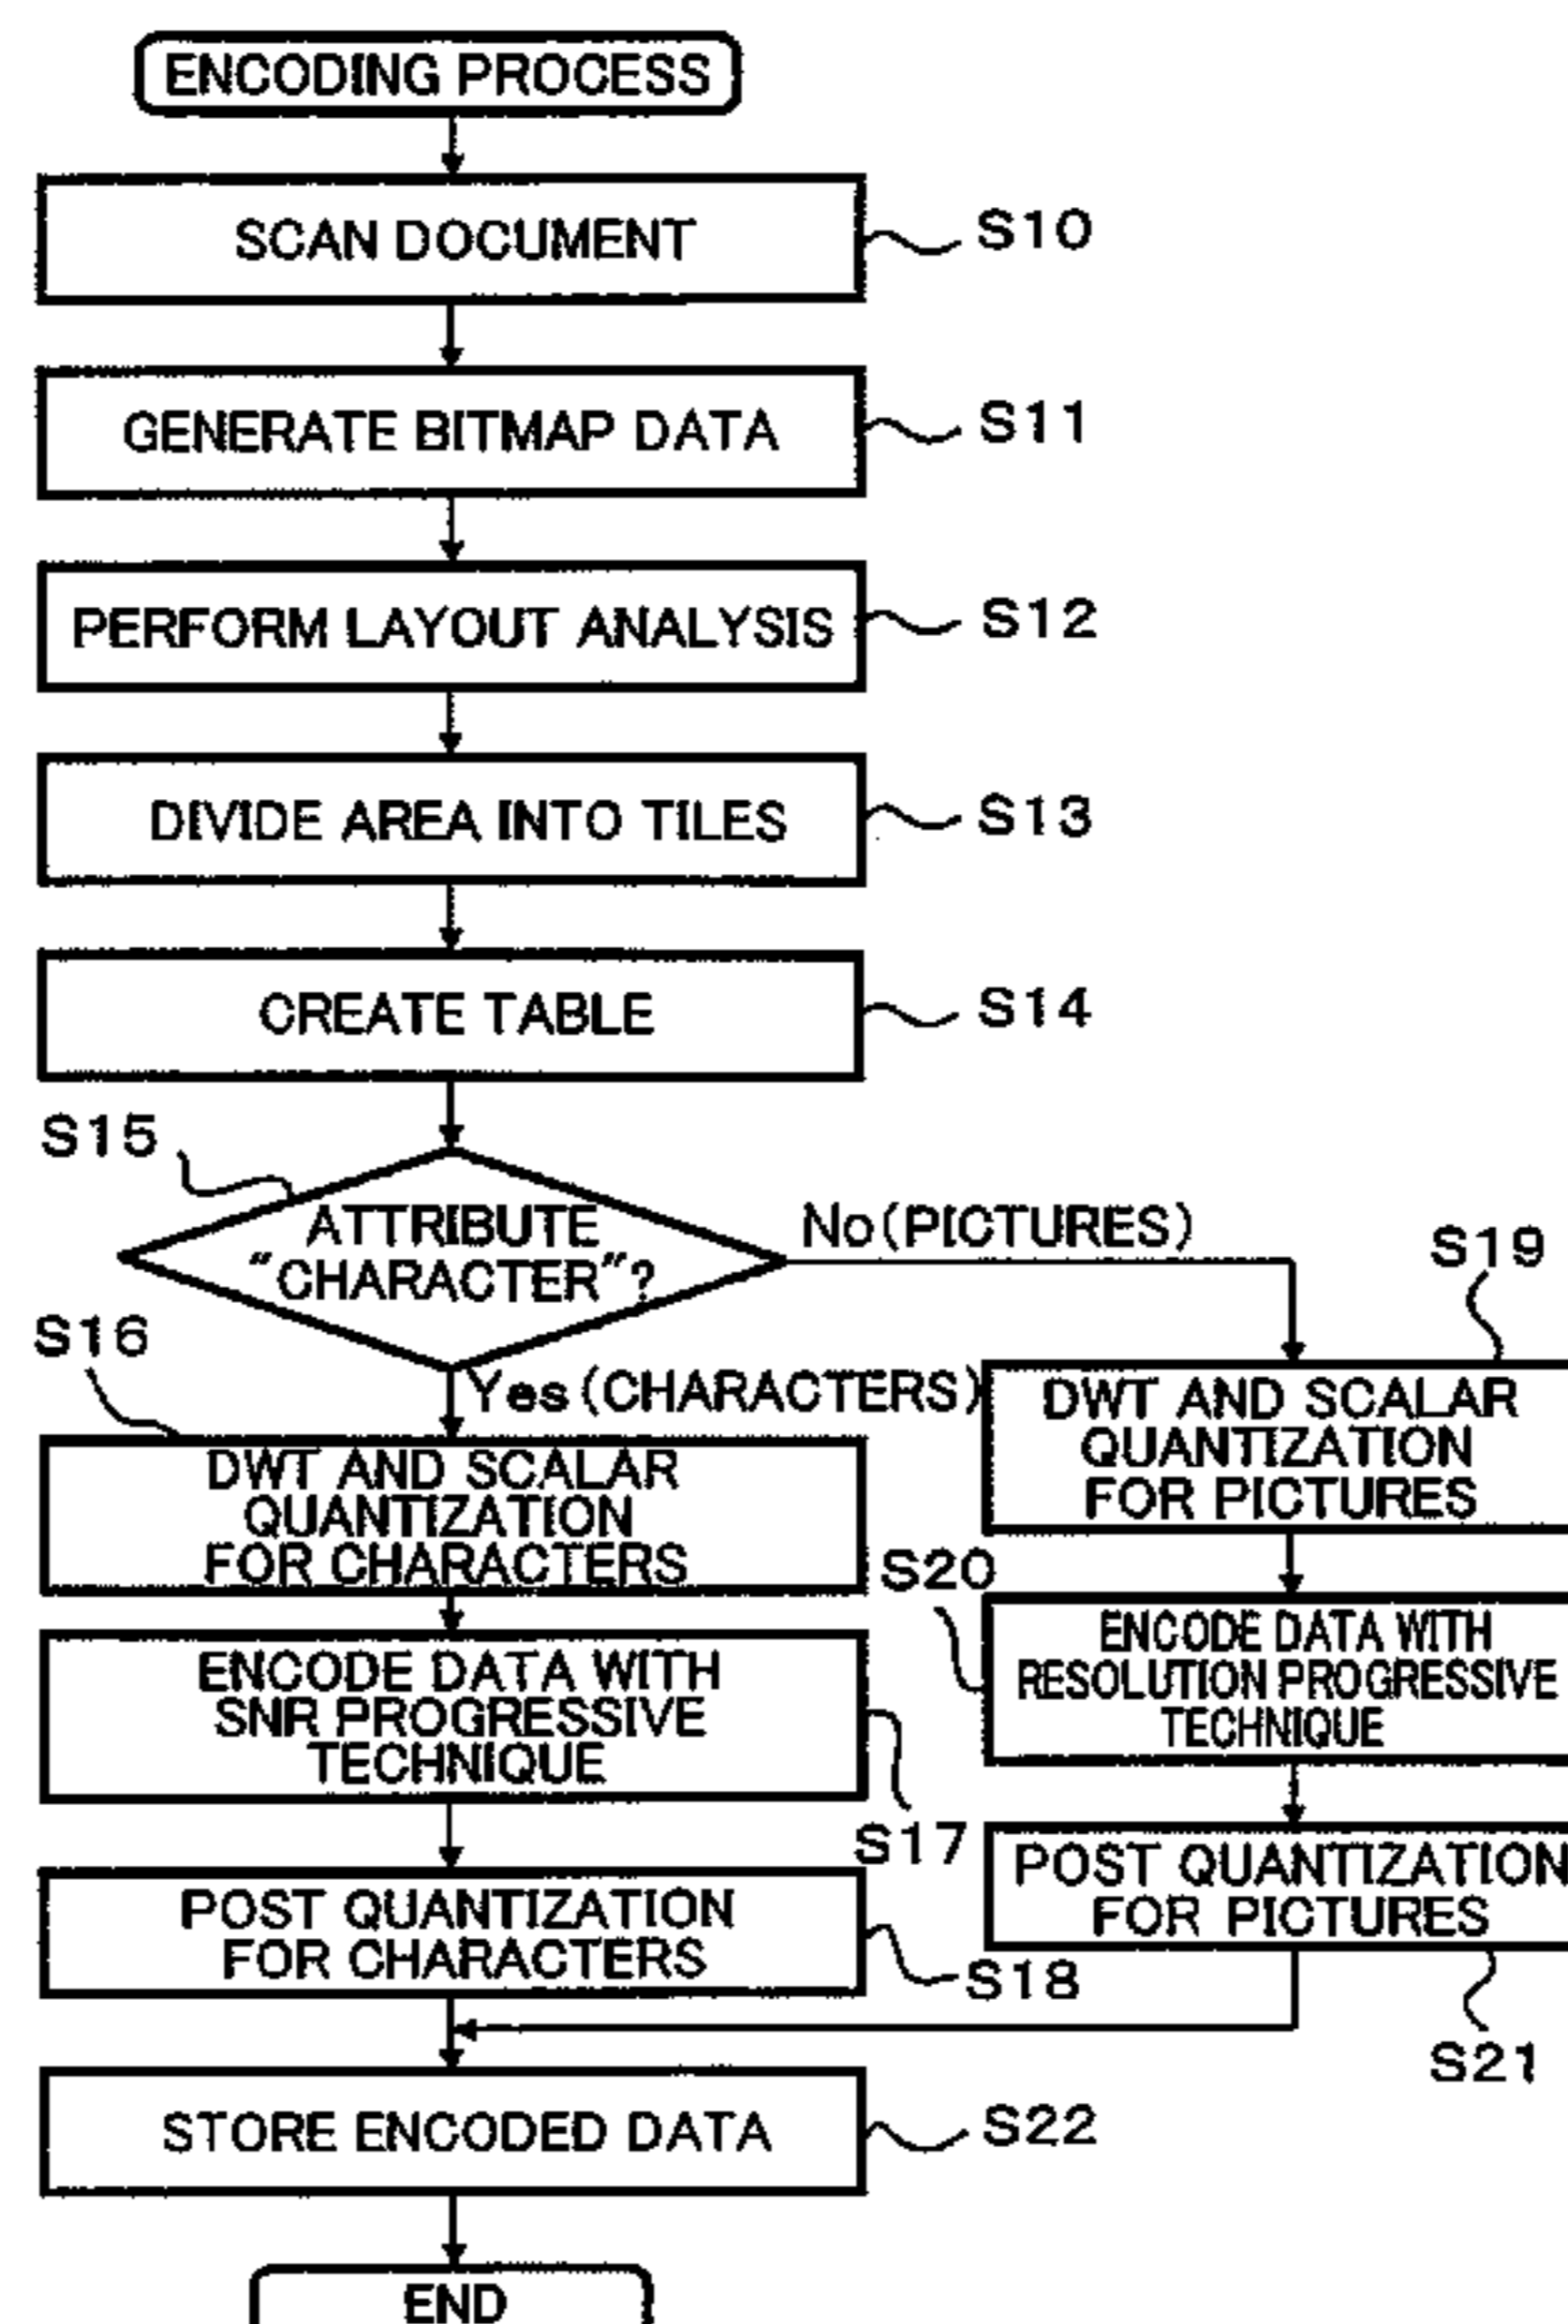 ENCODING PROCESS
SCAN DOCUMENT
S10
GENERATE BITMAP DATA
S11
PERFORM LAYOUT ANALYSIS
S12
DIVIDE AREA INTO TILES
S13
CREATE TABLE
S14
S15
ATTRIBUTE
"CHARACTER"?
No(PICTURES)
Yes(CHARACTERS)
S16
DWT AND SCALAR
QUANTIZATION
FOR CHARACTERS
ENCODE DATA WITH
SNR PROGRESSIVE
TECHNIQUE
S17
POST QUANTIZATION
FOR CHARACTERS
S18
S19
DWT AND SCALAR
QUANTIZATION
FOR PICTURES
S20
ENCODE DATA WITH
RESOLUTION PROGRESSIVE
TECHNIQUE
POST QUANTIZATION
FOR PICTURES
S21
STORE ENCODED DATA
S22
END